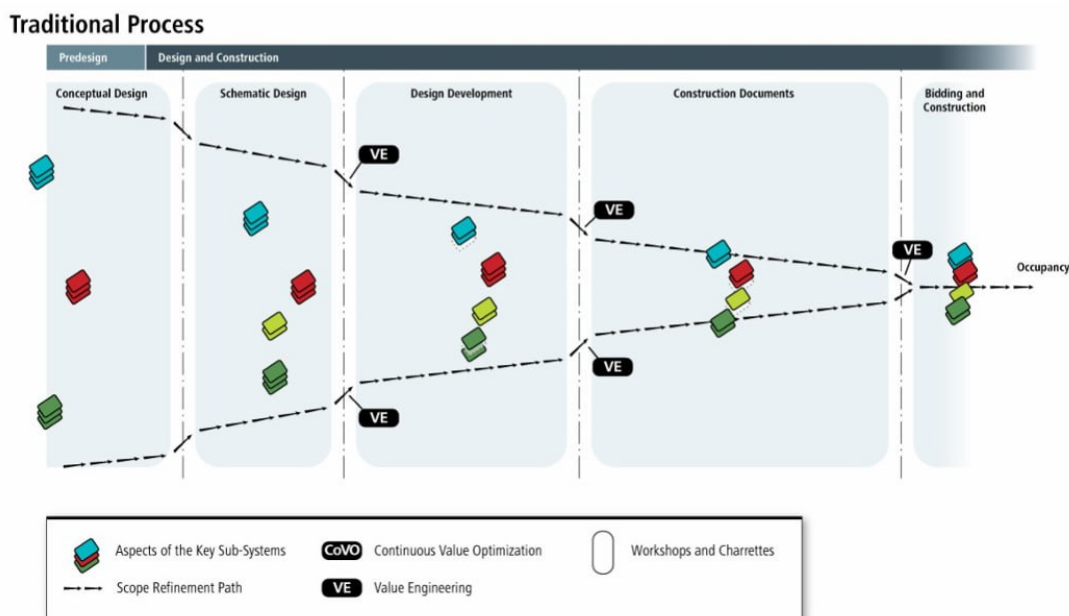 Traditional Process
Predesign
Design and Construction
Conceptual Design
Schematic Design
Design Development
Construction Documents
Bidding and
Construction
VE
VE
VE
Occupancy
VE
VE
Aspects of the Key Sub-Systems
CoVO
Continuous Value Optimization
Workshops and Charrettes
Scope Refinement Path
VE
Value Engineering